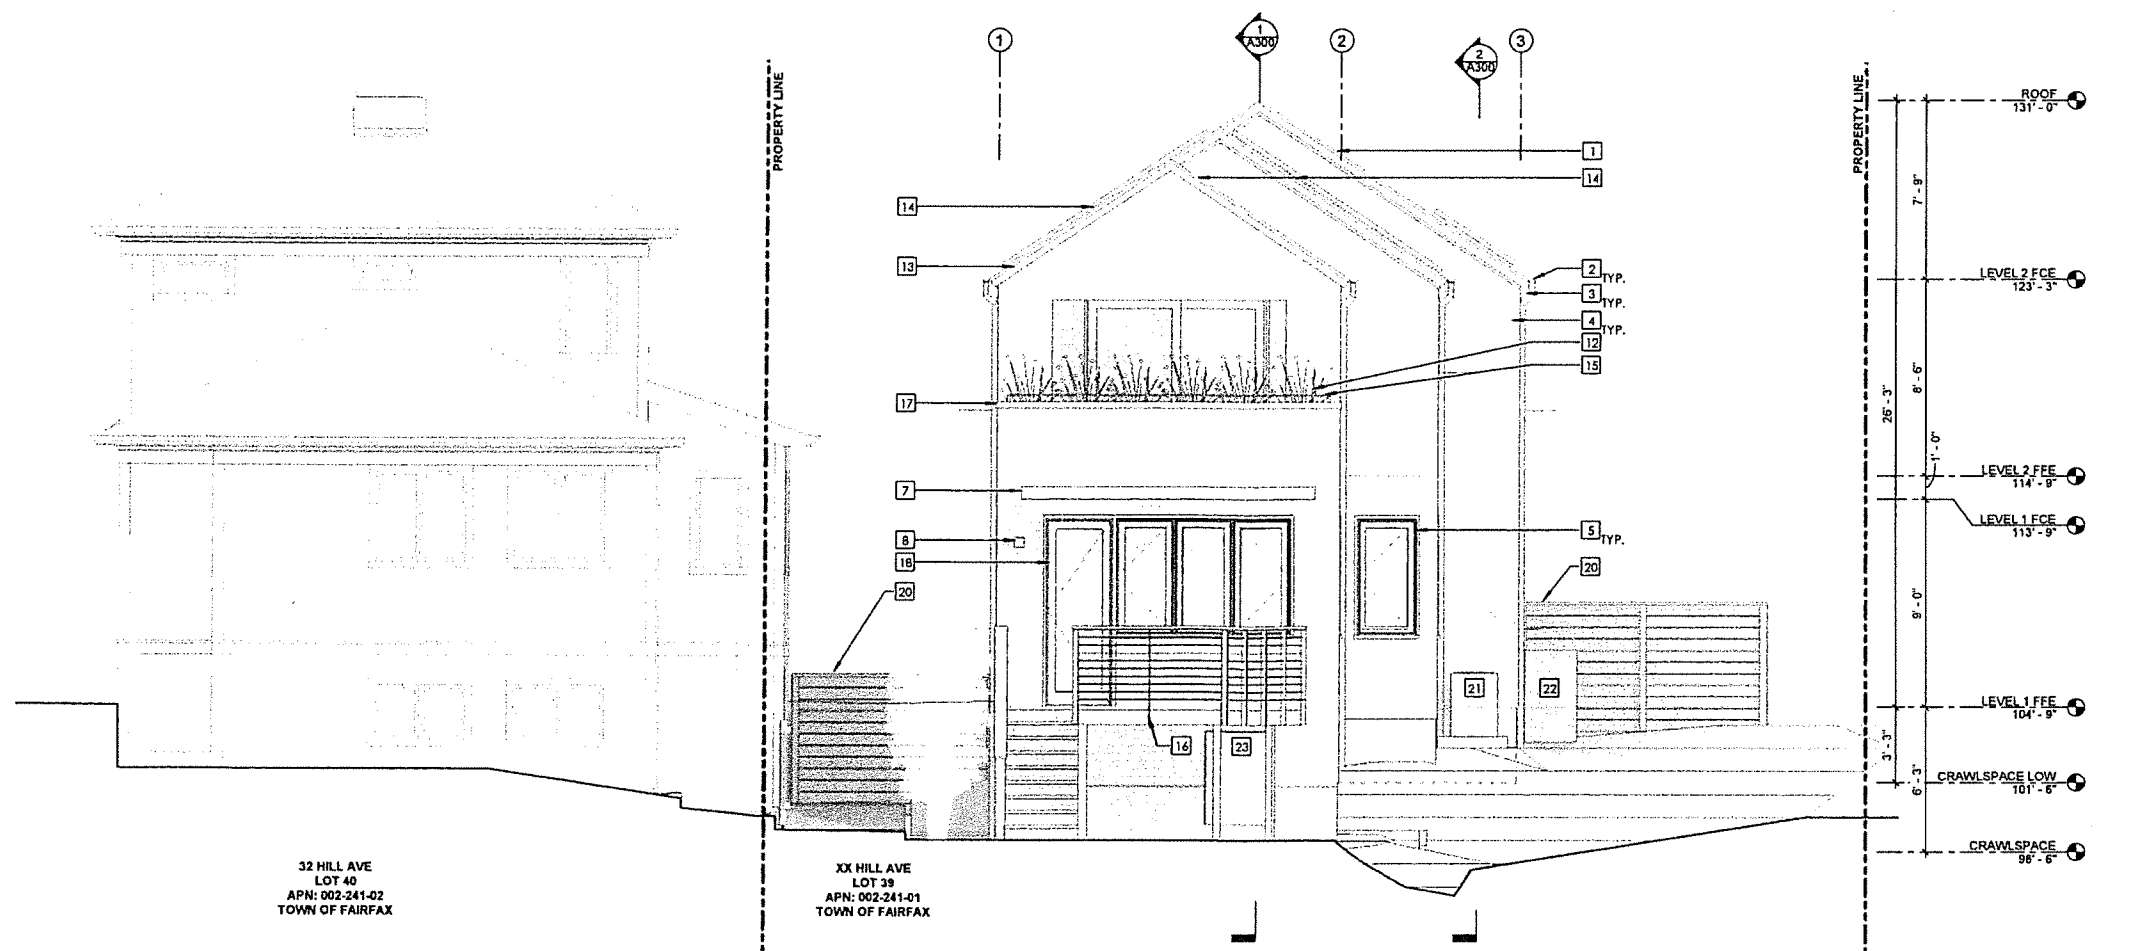 1
1
A300
2
2
A300
3
PROPERTY LINE
PROPERTY LINE
ROOF
131' - 0"
1
14
14
7' - 9"
13
2 TYP.
3 TYP.
4 TYP.
LEVEL 2 FCE
123' - 3"
12
15
17
8' - 6"
26' - 3"
1' - 0"
LEVEL 2 FFE
114' - 9"
7
8
18
5 TYP.
LEVEL 1 FCE
113' - 9"
20
20
9' - 0"
21
22
LEVEL 1 FFE
104' - 9"
16
23
3' - 3"
6' - 3"
CRAWLSPACE LOW
101' - 6"
CRAWLSPACE
98' - 6"
32 HILL AVE
LOT 40
APN: 002-241-02
TOWN OF FAIRFAX
XX HILL AVE
LOT 39
APN: 002-241-01
TOWN OF FAIRFAX